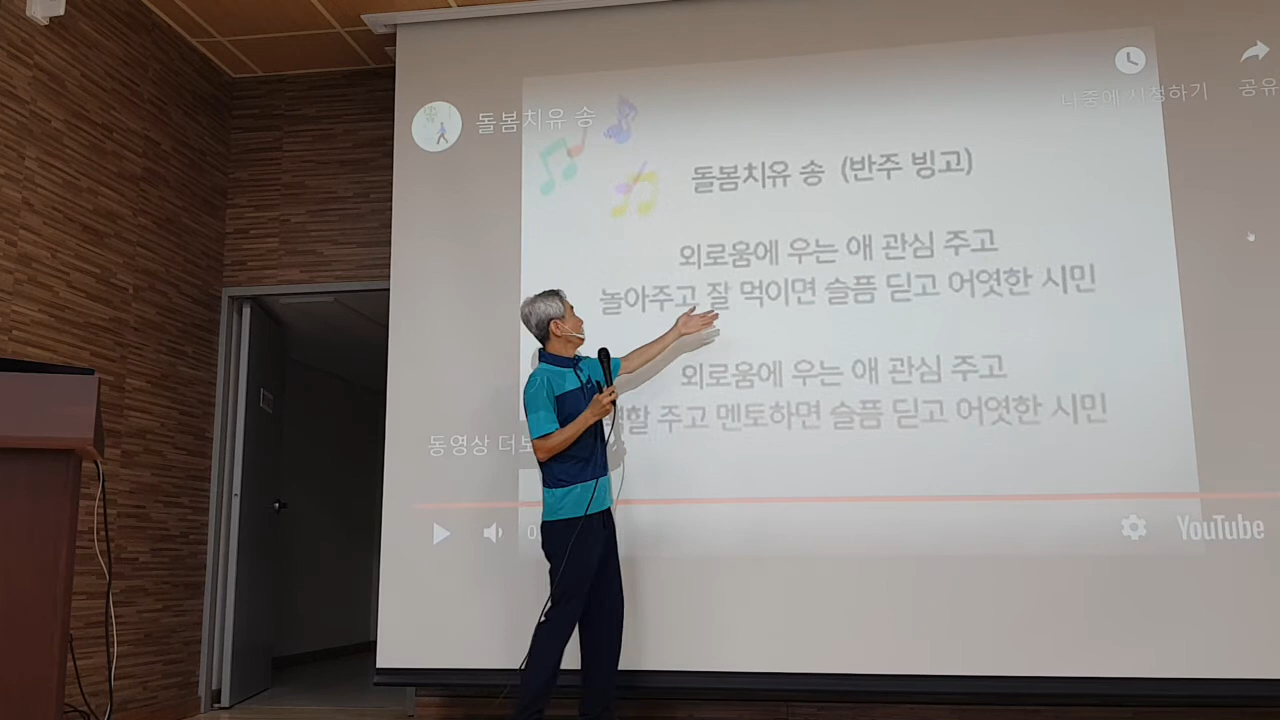 돌봄치유 송
나중에 시청하기
공유
돌봄치유 송 (반주 빙고)
외로움에 우는 애 관심 주고
놀아주고 잘 먹이면 슬픔 딛고 어엿한 시민
외로움에 우는 애 관심 주고
주고 멘토하면 슬픔 딛고 어엿한 시민
동영상
YouTube